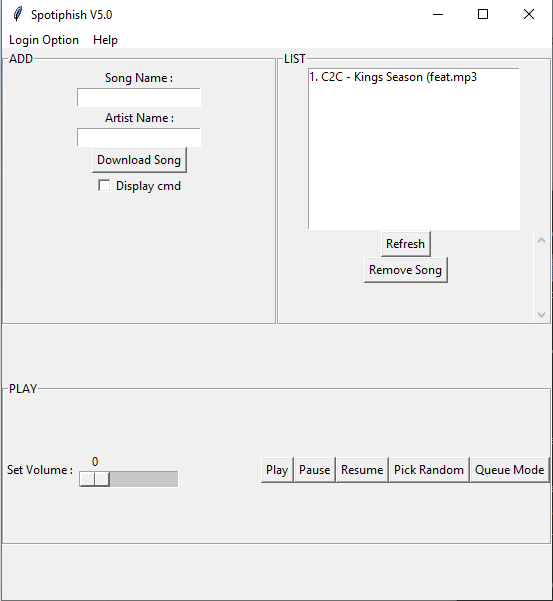 Spotiphish V5.0
Login Option Help
ADD
Song Name :
Artist Name :
Download Song
Display cmd
LIST
1. C2C - Kings Season (feat.mp3
Refresh
Remove Song
PLAY
Set Volume :
0
Play Pause Resume Pick Random Queue Mode